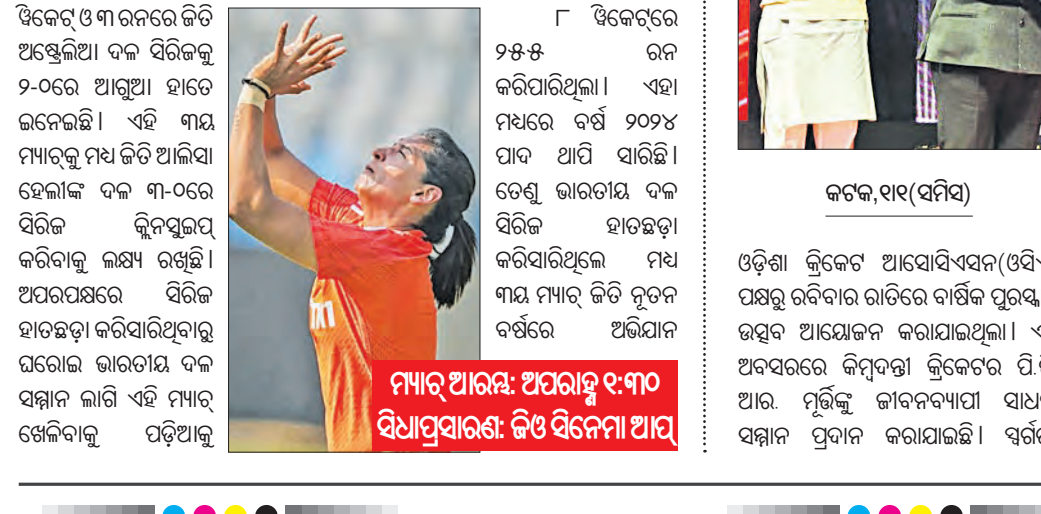 ୱିକେଟ୍ ଓ ୩ ରନରେ ଜିତି
ଅଷ୍ଟ୍ରେଲିଆ ଦଳ ସିରିଜକୁ
୨-୦ରେ ଆଗୁଆ ହାତେ
ଇନେଇଛି। ଏହି ୩ୟ
ମ୍ୟାଚ୍‌କୁ ମଧ୍ୟ ଜିତି ଆଲିସା
ହେଲୀଙ୍କ ଦଳ ୩-୦ରେ
ସିରିଜ କ୍ଲିନସୁଇପ୍
କରିବାକୁ ଲକ୍ଷ୍ୟ ରଖିଛି।
ଅପରପକ୍ଷରେ ସିରିଜ
ହାତଛଡ଼ା କରିସାରିଥିବାରୁ
ଘରୋଇ ଭାରତୀୟ ଦଳ
ସମ୍ମାନ ଲାଗି ଏହି ମ୍ୟାଚ୍
ଖେଳିବାକୁ ପଡ଼ିଆକୁ
୮ ୱିକେଟ୍‌ରେ
୨୫୫ ରନ
କରିପାରିଥିଲା। ଏହା
ମଧ୍ୟରେ ବର୍ଷ ୨୦୨୪
ପାଦ ଥାପି ସାରିଛି।
ତେଣୁ ଭାରତୀୟ ଦଳ
ସିରିଜ ହାତଛଡ଼ା
କରିସାରିଥିଲେ ମଧ୍ୟ
୩ୟ ମ୍ୟାଚ୍ ଜିତି ନୂତନ
ବର୍ଷରେ ଅଭିଯାନ
ମ୍ୟାଚ୍ ଆରମ୍ଭ: ଅପରାହ୍ଣ ୧:୩୦
ସିଧାପ୍ରସାରଣ: ଜିଓ ସିନେମା ଆପ୍
କଟକ,୧ା୧(ସମିସ)
ଓଡ଼ିଶା କ୍ରିକେଟ ଆସୋସିଏସନ
ପକ୍ଷରୁ ରବିବାର ରାତିରେ ବାର୍ଷିକ
ଉତ୍ସବ ଆୟୋଜନ କରାଯାଇଥିଲା।
ଅବସରରେ କିମ୍ବଦନ୍ତୀ କ୍ରିକେଟର
ଆର. ମୂର୍ତ୍ତିଙ୍କୁ ଜୀବନବ୍ୟାପୀ
ସମ୍ମାନ ପ୍ରଦାନ କରାଯାଇଛି।